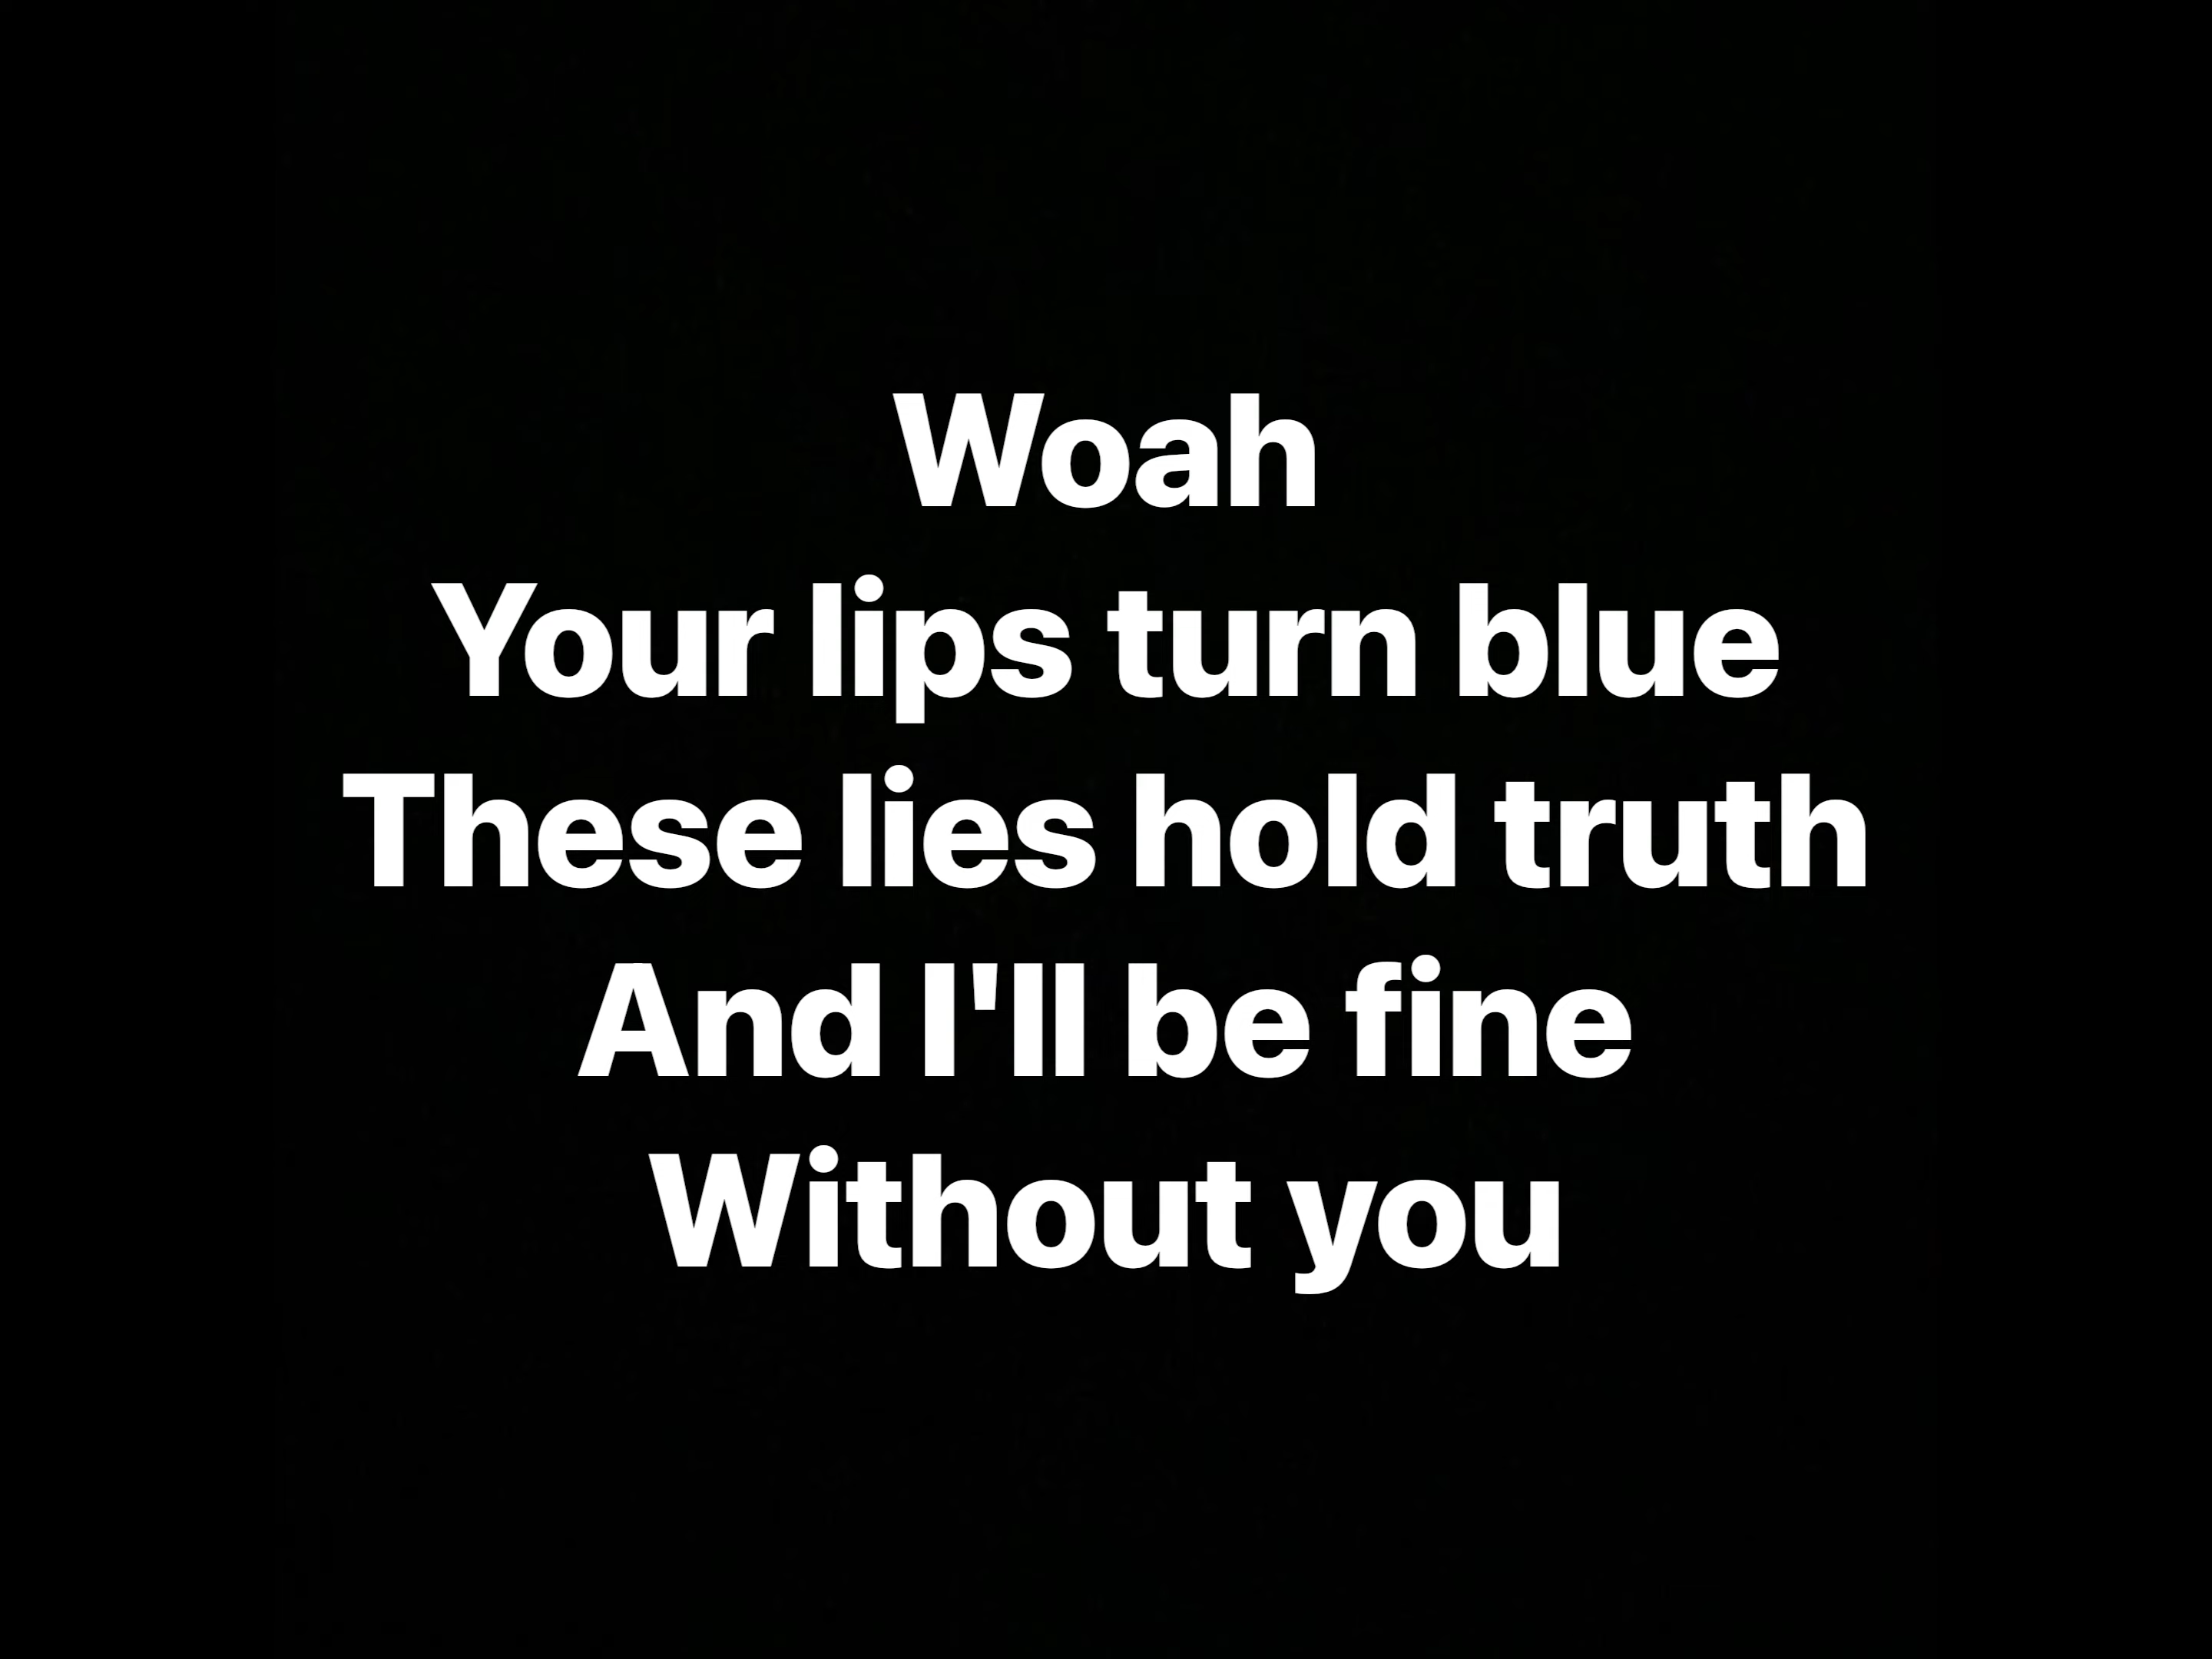 Woah
Your lips turn blue
These lies hold truth
And I'll be fine
Without you